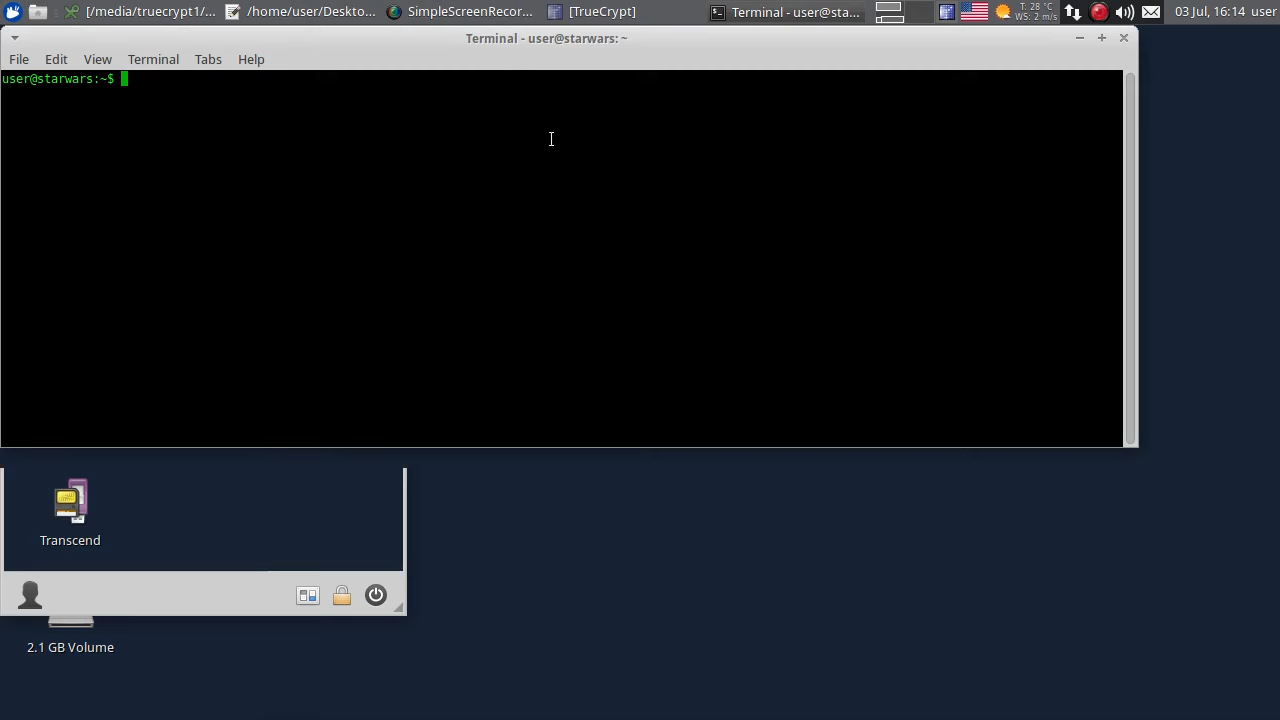 [/media/truecrypt1/...
/home/user/Deskto...
SimpleScreenRecor...
[TrueCrypt]
Terminal - user@sta...
T: 28 °C
WS: 2 m/s
03 Jul, 16:14
user
Terminal - user@starwars: ~
File
Edit
View
Terminal
Tabs
Help
user@starwars:~$
Transcend
2.1 GB Volume